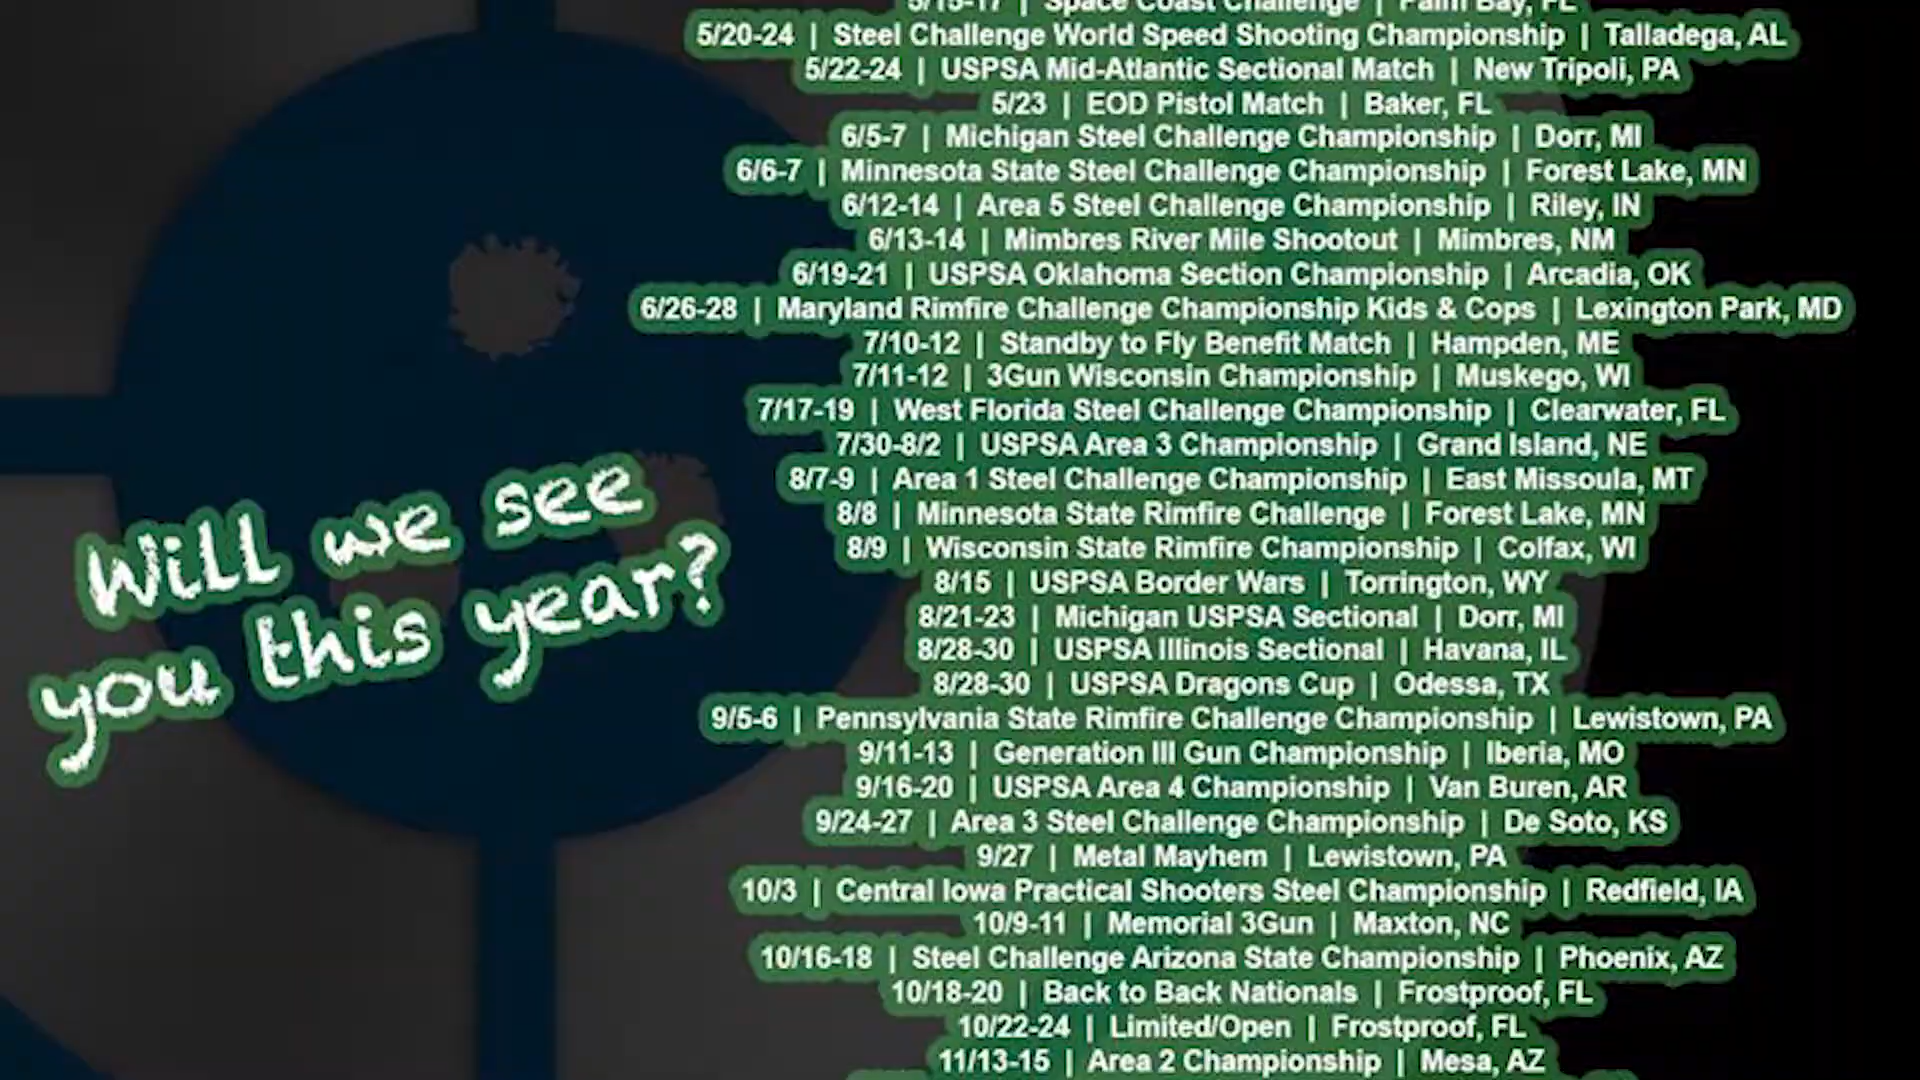 5/15-17 | Space Coast Challenge | Palm Bay, FL
5/20-24 | Steel Challenge World Speed Shooting Championship | Talladega, AL
5/22-24 | USPSA Mid-Atlantic Sectional Match | New Tripoli, PA
5/23 | EOD Pistol Match | Baker, FL
6/5-7 | Michigan Steel Challenge Championship | Dorr, MI
6/6-7 | Minnesota State Steel Challenge Championship | Forest Lake, MN
6/12-14 | Area 5 Steel Challenge Championship | Riley, IN
6/13-14 | Mimbres River Mile Shootout | Mimbres, NM
6/19-21 | USPSA Oklahoma Section Championship | Arcadia, OK
6/26-28 | Maryland Rimfire Challenge Championship Kids & Cops | Lexington Park, MD
7/10-12 | Standby to Fly Benefit Match | Hampden, ME
7/11-12 | 3Gun Wisconsin Championship | Muskego, WI
7/17-19 | West Florida Steel Challenge Championship | Clearwater, FL
7/30-8/2 | USPSA Area 3 Championship | Grand Island, NE
8/7-9 | Area 1 Steel Challenge Championship | East Missoula, MT
8/8 | Minnesota State Rimfire Challenge | Forest Lake, MN
8/9 | Wisconsin State Rimfire Championship | Colfax, WI
8/15 | USPSA Border Wars | Torrington, WY
8/21-23 | Michigan USPSA Sectional | Dorr, MI
8/28-30 | USPSA Illinois Sectional | Havana, IL
8/28-30 | USPSA Dragons Cup | Odessa, TX
9/5-6 | Pennsylvania State Rimfire Challenge Championship | Lewistown, PA
9/11-13 | Generation III Gun Championship | Iberia, MO
9/16-20 | USPSA Area 4 Championship | Van Buren, AR
9/24-27 | Area 3 Steel Challenge Championship | De Soto, KS
9/27 | Metal Mayhem | Lewistown, PA
10/3 | Central Iowa Practical Shooters Steel Championship | Redfield, IA
10/9-11 | Memorial 3Gun | Maxton, NC
10/16-18 | Steel Challenge Arizona State Championship | Phoenix, AZ
10/18-20 | Back to Back Nationals | Frostproof, FL
10/22-24 | Limited/Open | Frostproof, FL
11/13-15 | Area 2 Championship | Mesa, AZ
Will we see
you this year?